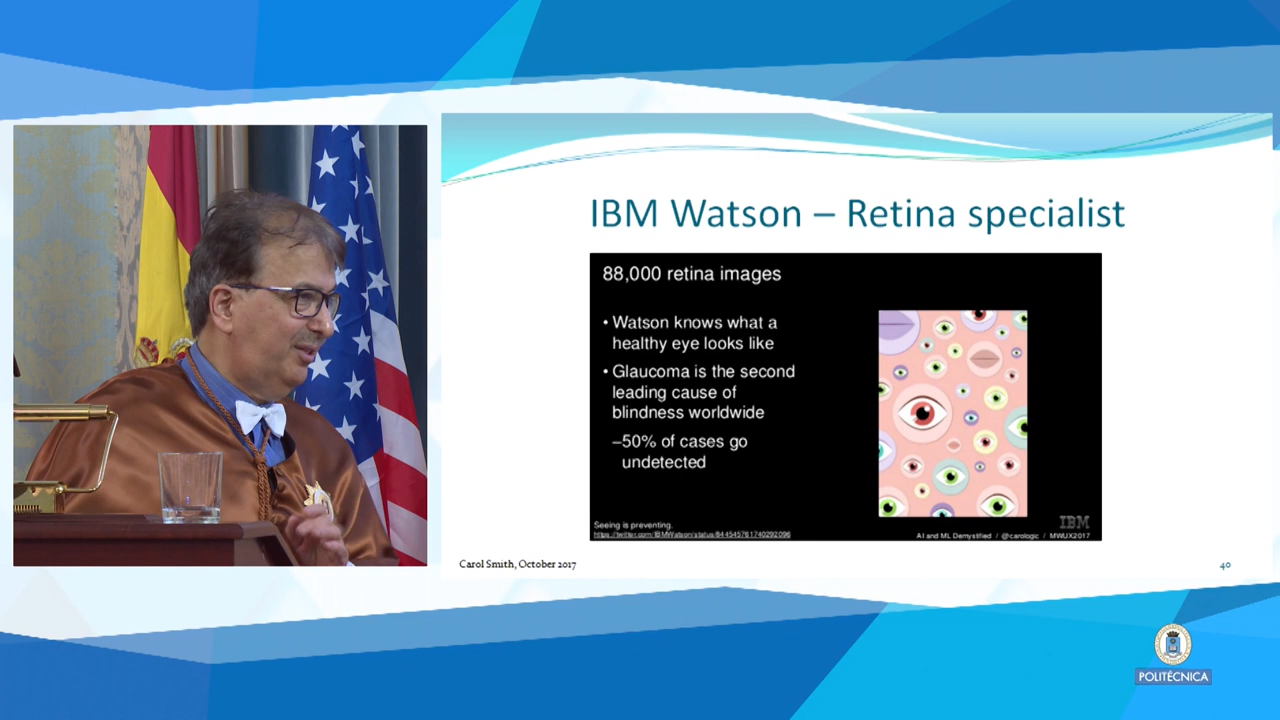 IBM Watson – Retina specialist
88,000 retina images
• Watson knows what a
healthy eye looks like
• Glaucoma is the second
leading cause of
blindness worldwide
–50% of cases go
undetected
Seeing is preventing.
https://twitter.com/IBMWatson/status/844545761740292096
IBM
AI and ML Demystified / @carologic / MWUX2017
Carol Smith, October 2017
40
POLITÉCNICA